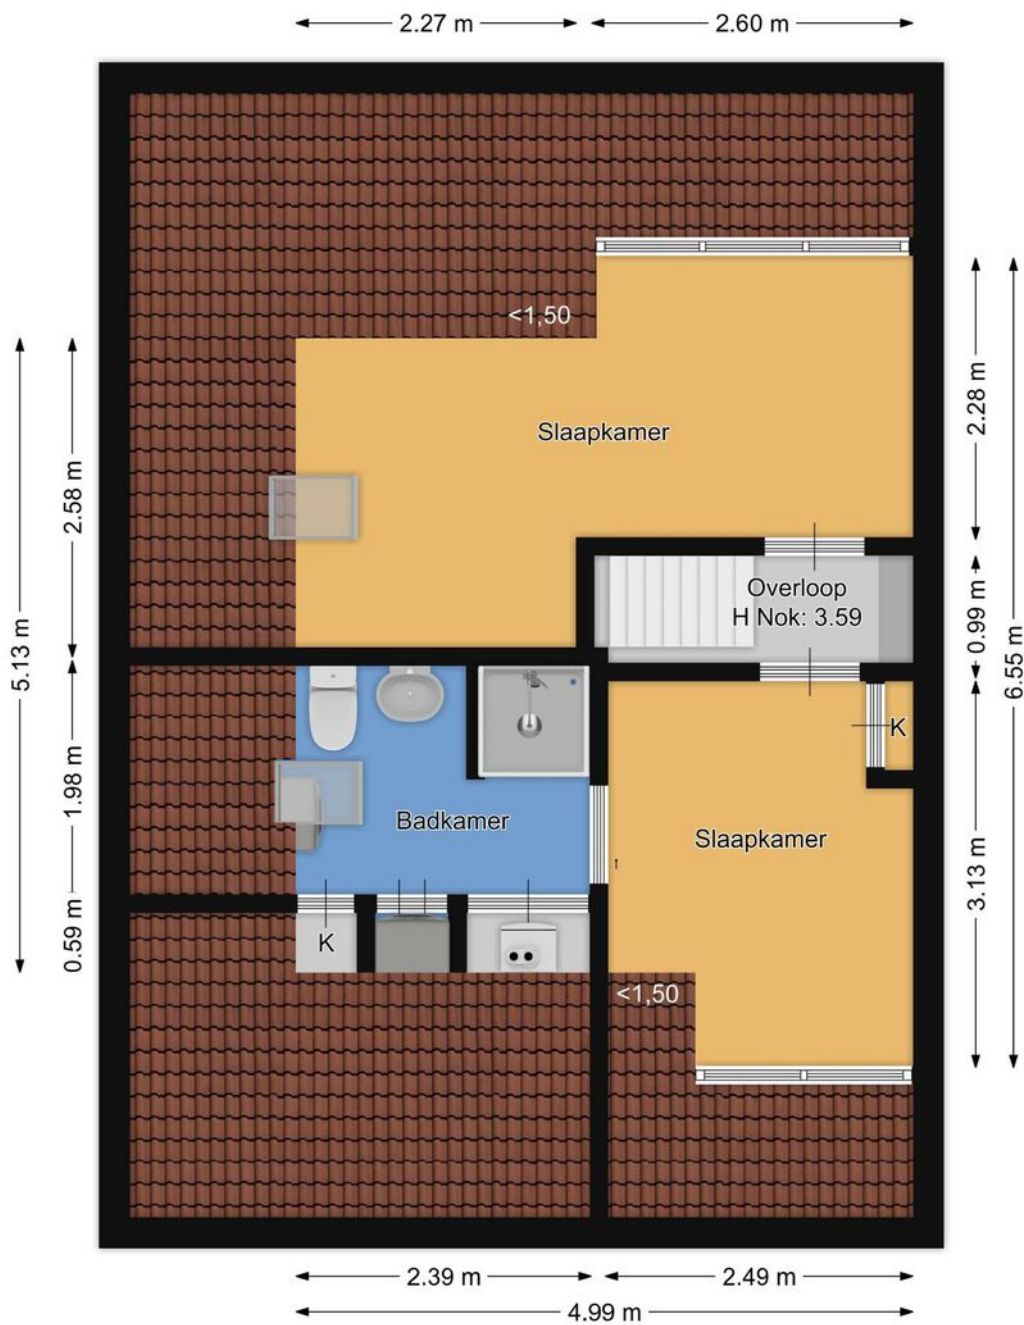 2.27 m
2.60 m
<1,50
Slaapkamer
2.28 m
2.58 m
5.13 m
6.55 m
Overloop
H Nok: 3.59
0.99 m
K
Badkamer
Slaapkamer
1.98 m
3.13 m
0.59 m
K
<1,50
2.39 m
2.49 m
4.99 m